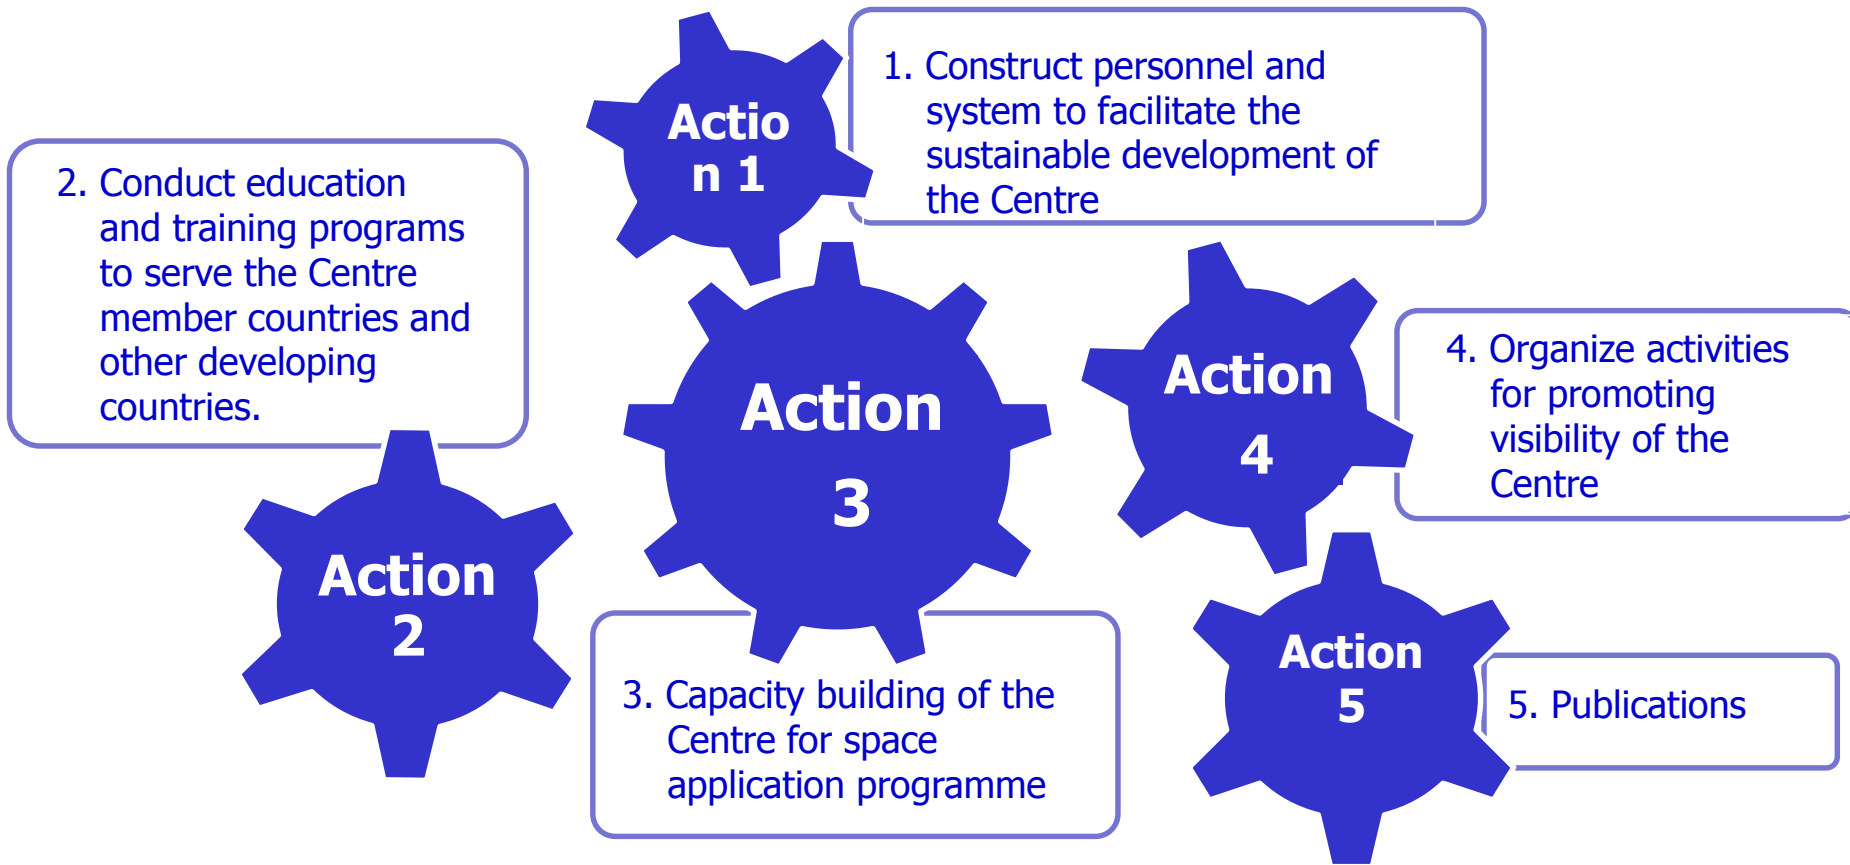 Actio
n 1
1. Construct personnel and
system to facilitate the
sustainable development of
the Centre
2. Conduct education
and training programs
to serve the Centre
member countries and
other developing
countries.
Action
2
Action
3
3. Capacity building of the
Centre for space
application programme
Action
4
4. Organize activities
for promoting
visibility of the
Centre
Action
5
5. Publications